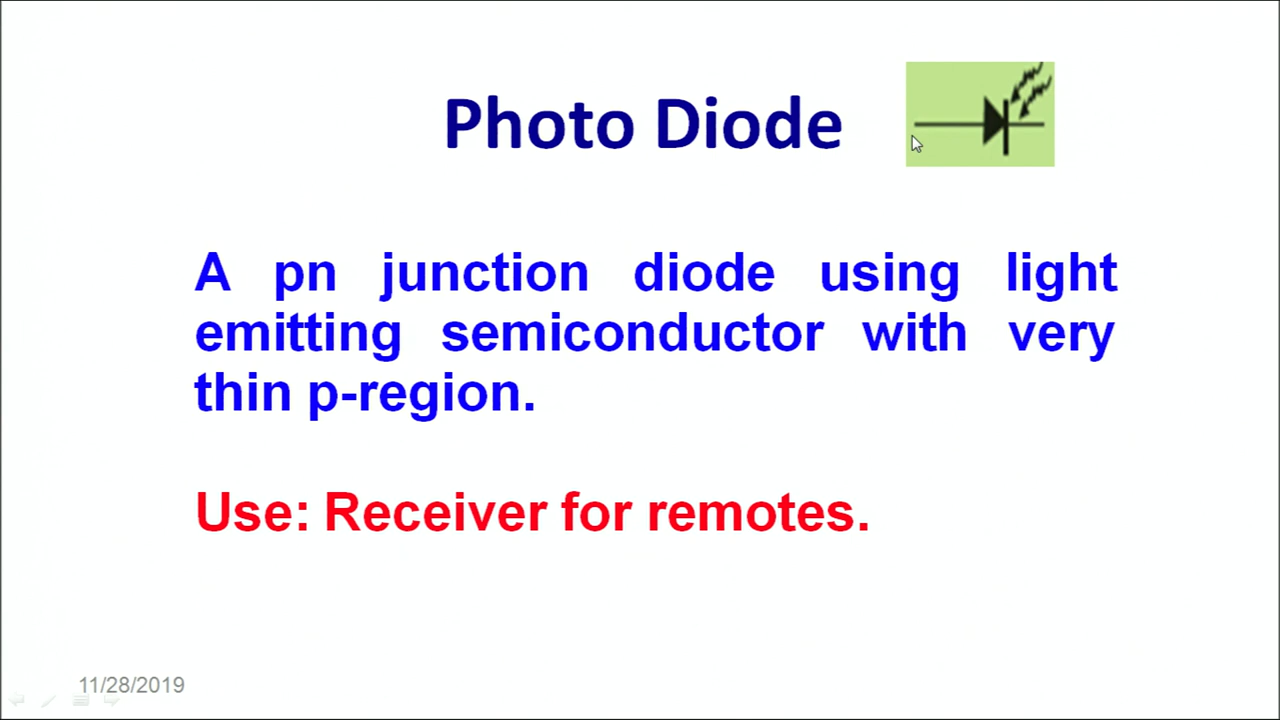 Photo Diode
A pn junction diode using light
emitting semiconductor with very
thin p-region.
Use: Receiver for remotes.
11/28/2019